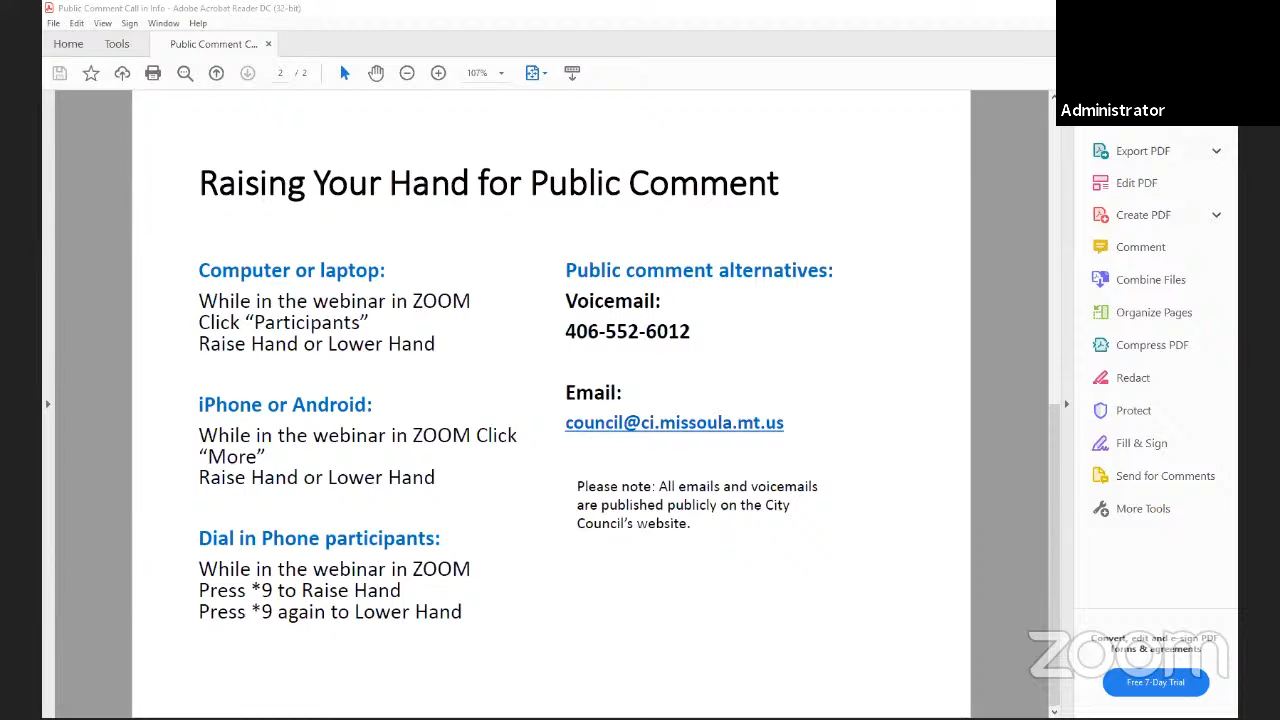 Public Comment Call in Info - Adobe Acrobat Reader DC (32-bit)
File Edit View Sign Window Help
Home Tools Public Comment C... ×
2 / 2 107%
Administrator
Raising Your Hand for Public Comment
Computer or laptop:
While in the webinar in ZOOM
Click “Participants”
Raise Hand or Lower Hand
iPhone or Android:
While in the webinar in ZOOM Click
“More”
Raise Hand or Lower Hand
Dial in Phone participants:
While in the webinar in ZOOM
Press *9 to Raise Hand
Press *9 again to Lower Hand
Public comment alternatives:
Voicemail:
406-552-6012
Email:
council@ci.missoula.mt.us
Please note: All emails and voicemails
are published publicly on the City
Council’s website.
Export PDF
Edit PDF
Create PDF
Comment
Combine Files
Organize Pages
Compress PDF
Redact
Protect
Fill & Sign
Send for Comments
More Tools
Convert, edit and e-sign PDF
forms & agreements
Free 7-Day Trial
zoom